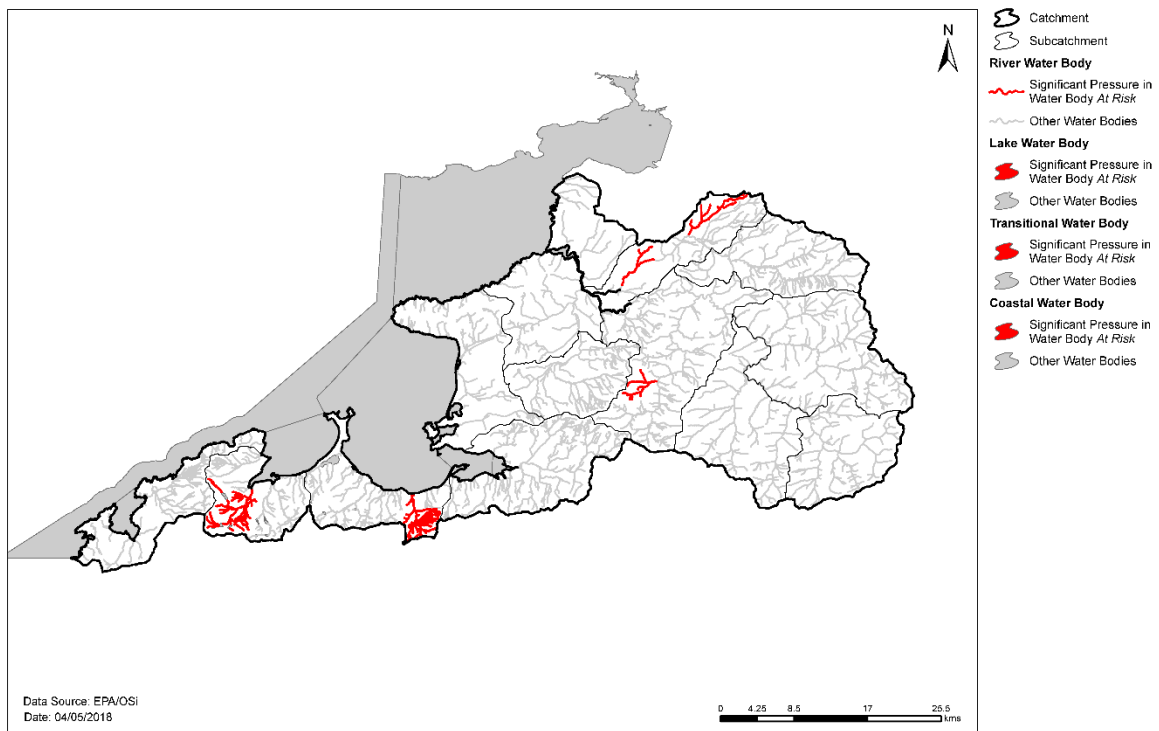 Catchment
Subcatchment
River Water Body
Significant Pressure in
Water Body At Risk
Other Water Bodies
Lake Water Body
Significant Pressure in
Water Body At Risk
Other Water Bodies
Transitional Water Body
Significant Pressure in
Water Body At Risk
Other Water Bodies
Coastal Water Body
Significant Pressure in
Water Body At Risk
Other Water Bodies
N
Data Source: EPA/OSi
Date: 04/05/2018
0 4.25 8.5 17 25.5
kms